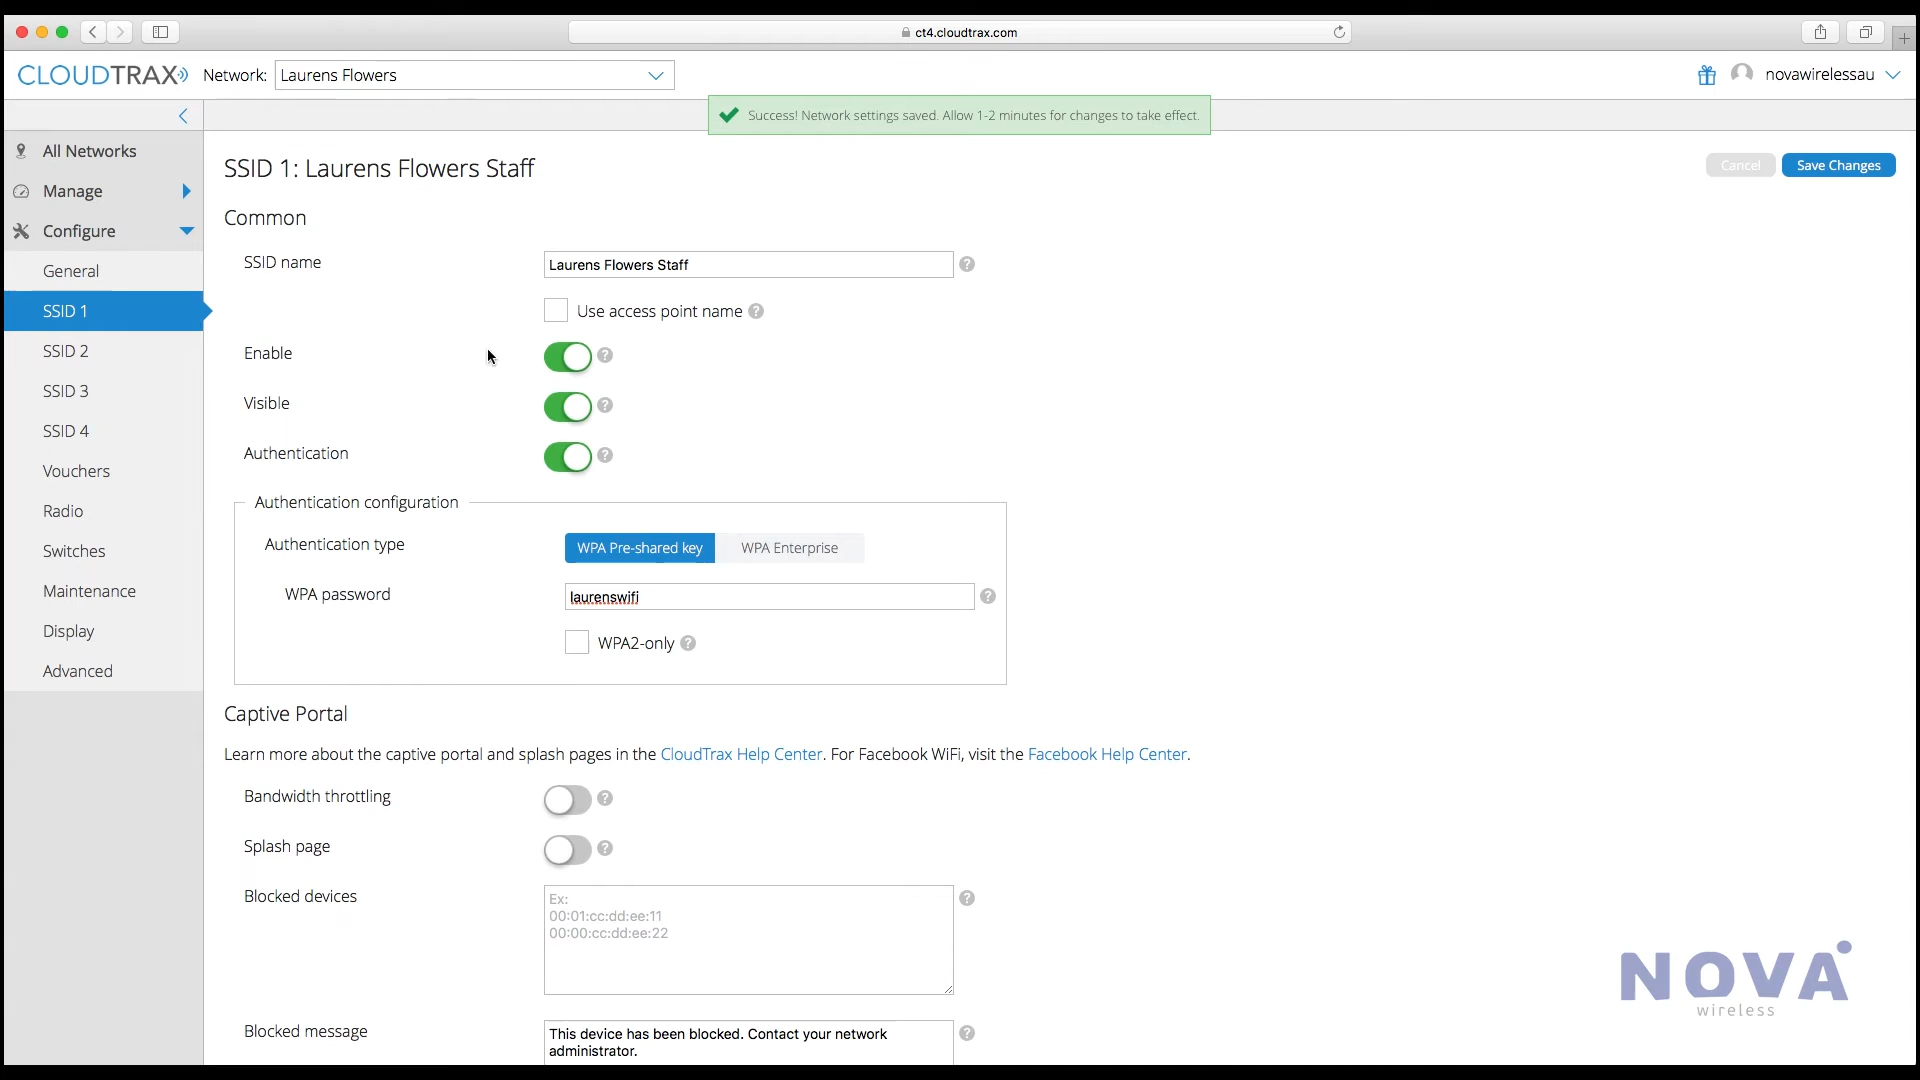 ct4.cloudtrax.com
CLOUDTRAX Network: Laurens Flowers novawirelessau
Success! Network settings saved. Allow 1-2 minutes for changes to take effect.
All Networks
Manage
Configure
General
SSID 1
SSID 2
SSID 3
SSID 4
Vouchers
Radio
Switches
Maintenance
Display
Advanced
SSID 1: Laurens Flowers Staff
Cancel Save Changes
Common
SSID name Laurens Flowers Staff ?
Use access point name ?
Enable ?
Visible ?
Authentication ?
Authentication configuration
Authentication type WPA Pre-shared key WPA Enterprise
WPA password laurenswifi ?
WPA2-only ?
Captive Portal
Learn more about the captive portal and splash pages in the CloudTrax Help Center. For Facebook WiFi, visit the Facebook Help Center.
Bandwidth throttling ?
Splash page ?
Blocked devices Ex: ?
00:01:cc:dd:ee:11
00:00:cc:dd:ee:22
Blocked message This device has been blocked. Contact your network ?
administrator.
NOVA
wireless